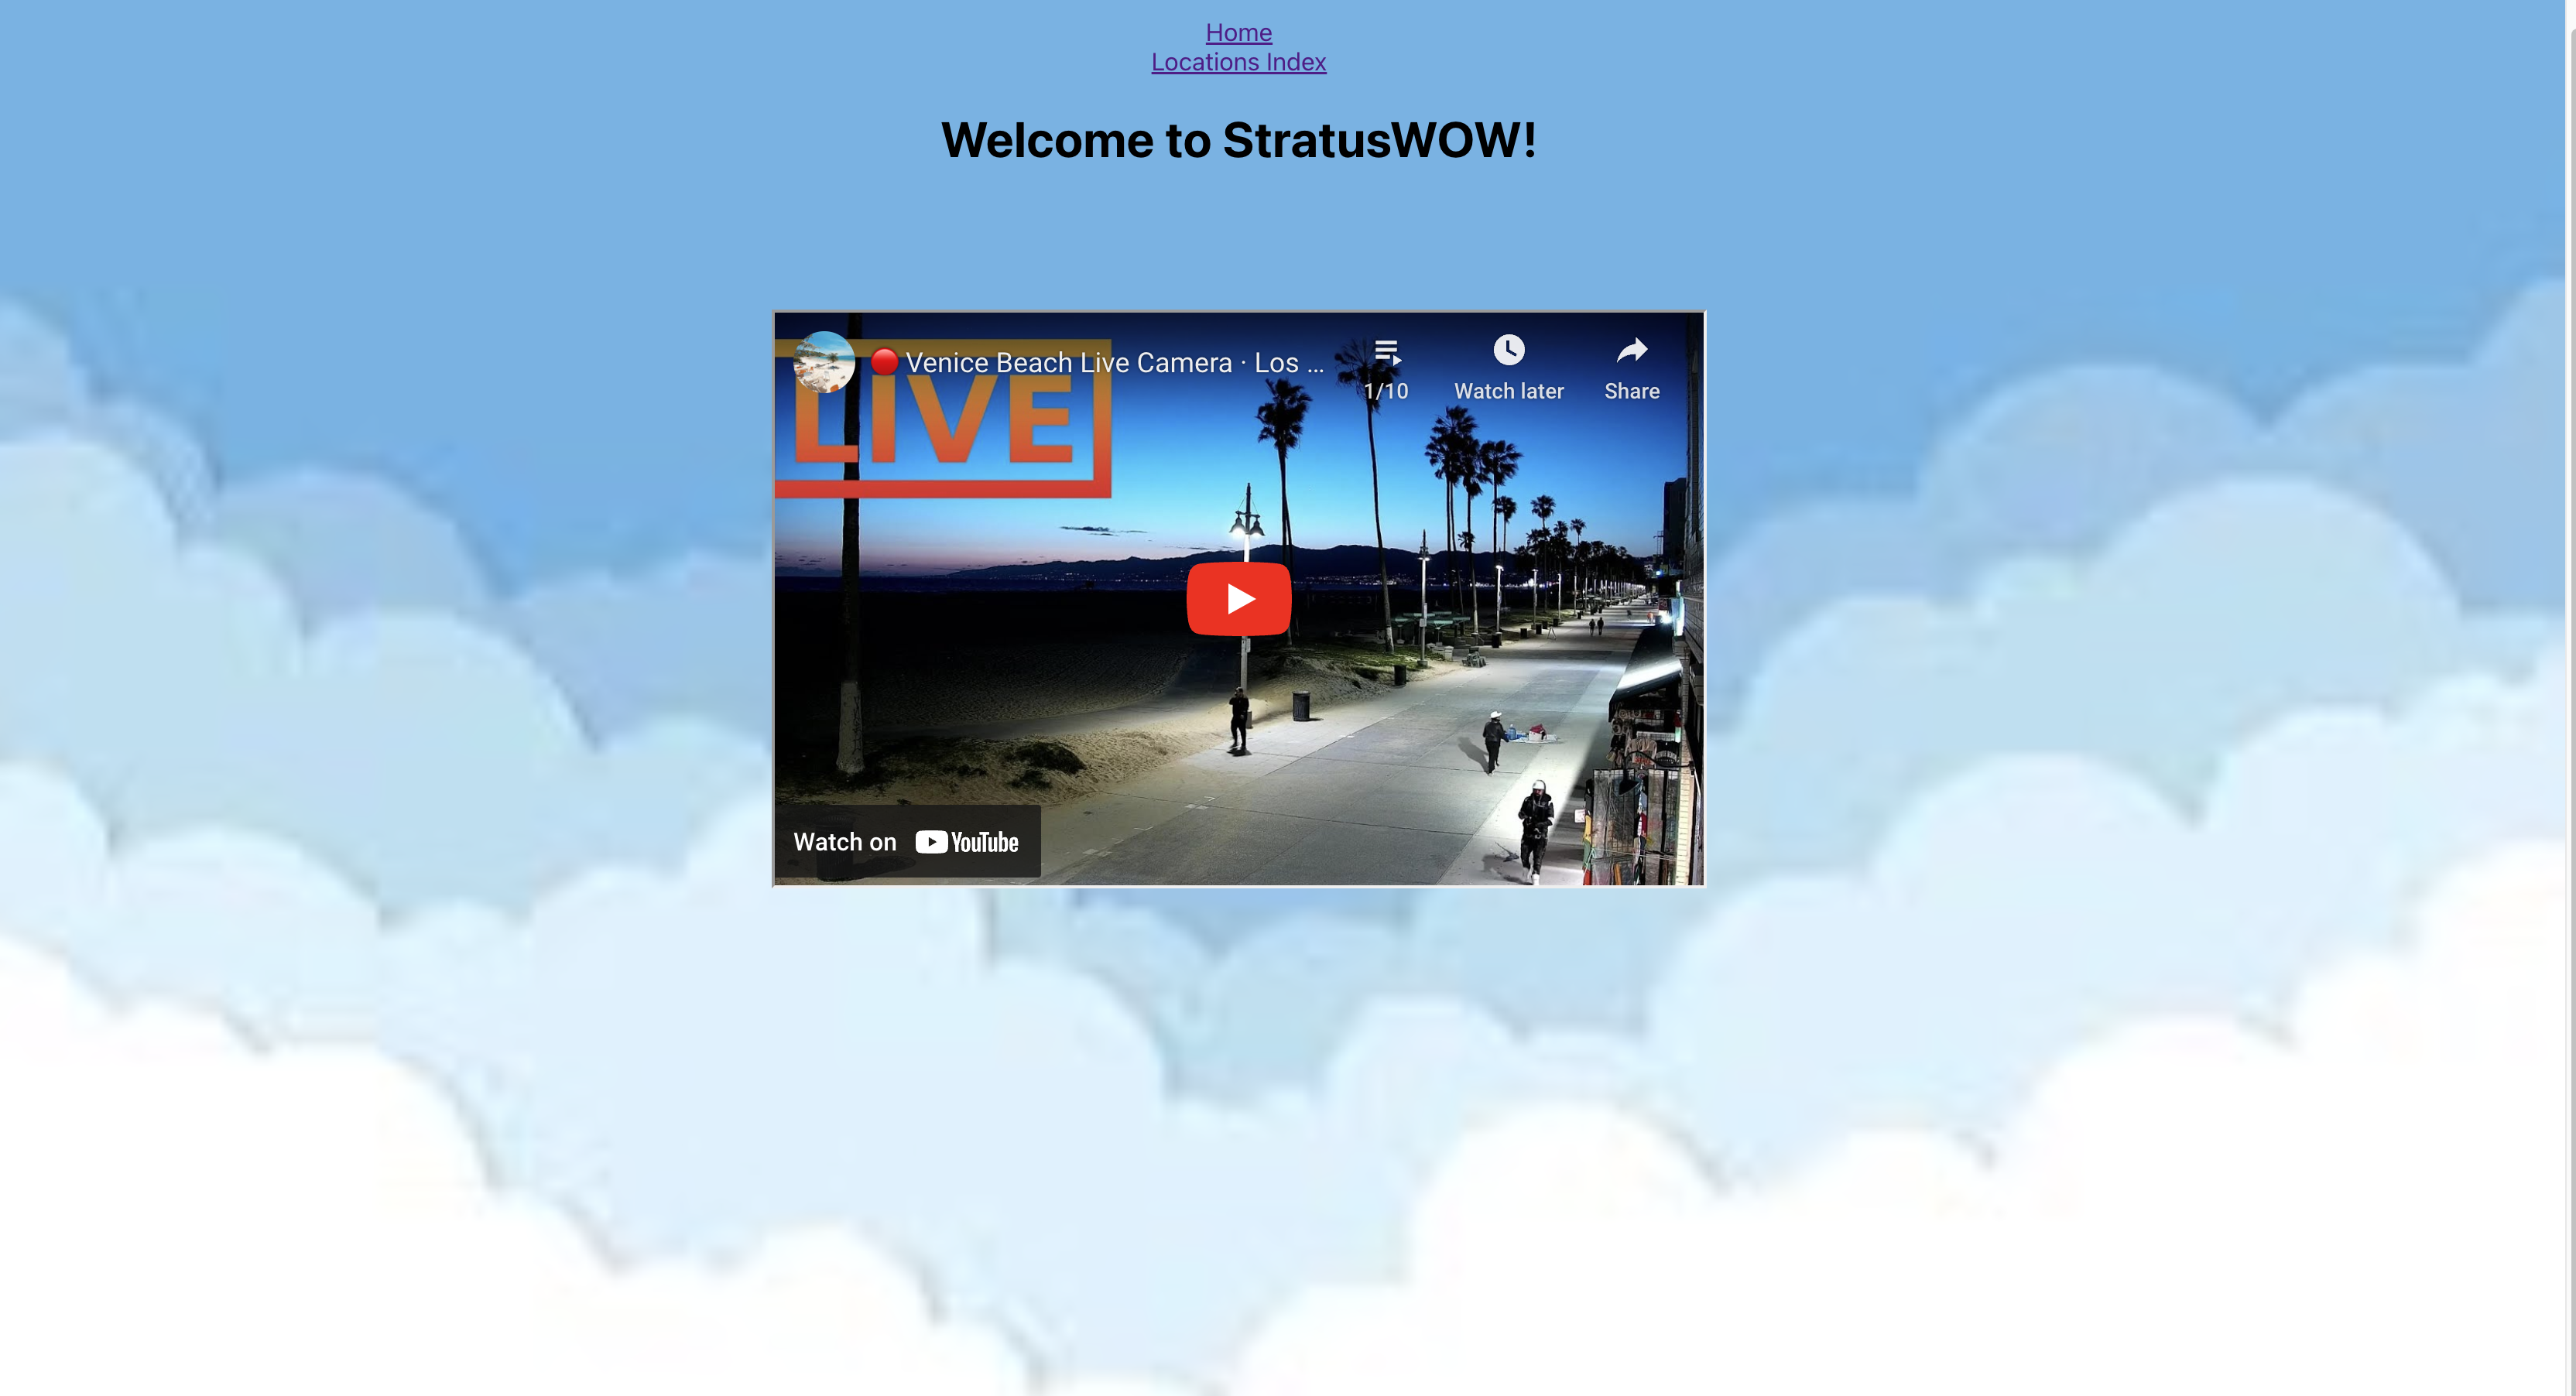 Home
Locations Index
Welcome to StratusWOW!
🔴 Venice Beach Live Camera · Los ...
LIVE
1/10
Watch later
Share
Watch on YouTube